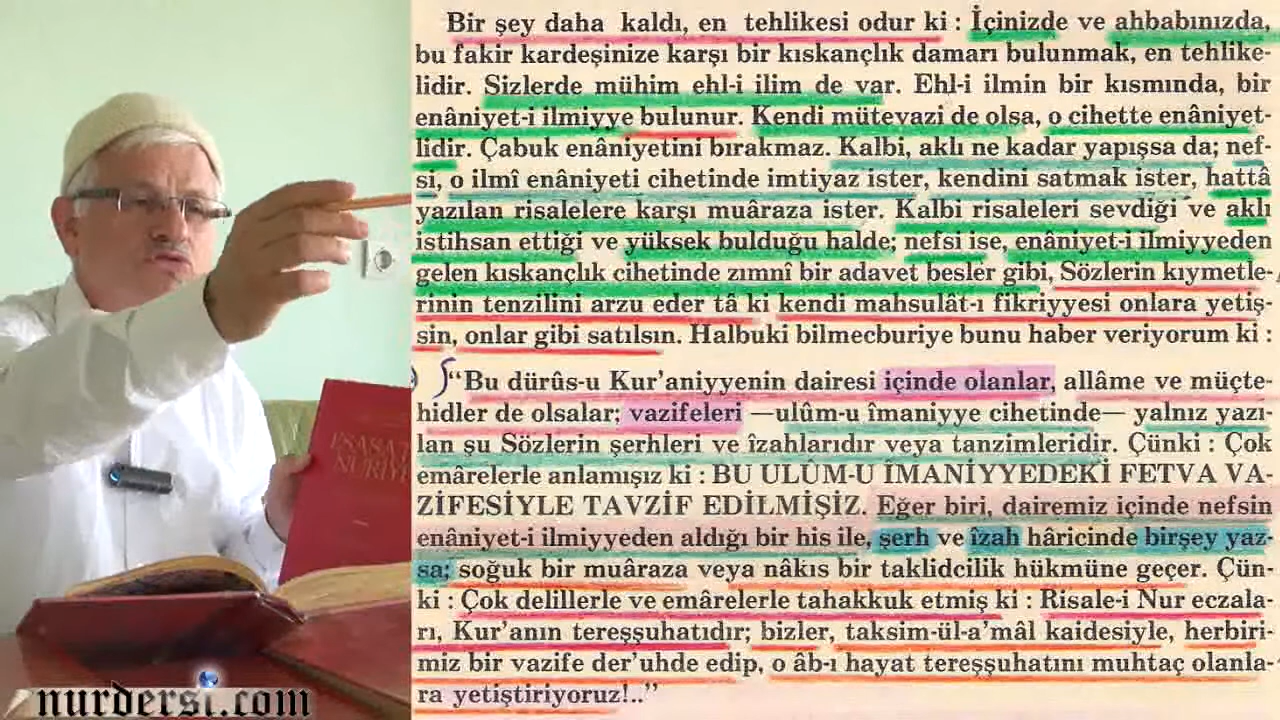 Bir şey daha kaldı, en tehlikesi odur ki : İçinizde ve ahbabınızda,
bu fakir kardeşinize karşı bir kıskançlık damarı bulunmak, en tehlike-
lidir. Sizlerde mühim ehl-i ilim de var. Ehl-i ilmin bir kısmında, bir
enâniyet-i ilmiyye bulunur. Kendi mütevazi de olsa, o cihette enâniyet-
lidir. Çabuk enâniyetini bırakmaz. Kalbi, aklı ne kadar yapışsa da; nef-
si, o ilmî enâniyeti cihetinde imtiyaz ister, kendini satmak ister, hattâ
yazılan risalelere karşı muâraza ister. Kalbi risaleleri sevdiği ve aklı
istihsan ettiği ve yüksek bulduğu halde; nefsi ise, enâniyet-i ilmiyyeden
gelen kıskançlık cihetinde zımnî bir adavet besler gibi, Sözlerin kıymetle-
rinin tenzilini arzu eder tâ ki kendi mahsulât-ı fikriyyesi onlara yetiş-
sin, onlar gibi satılsın. Halbuki bilmecburiye bunu haber veriyorum ki :
“Bu dürûs-u Kur'aniyyenin dairesi içinde olanlar, allâme ve müçte-
hidler de olsalar; vazifeleri —ulûm-u îmaniyye cihetinde— yalnız yazı-
lan şu Sözlerin şerhleri ve îzahlarıdır veya tanzimleridir. Çünki : Çok
emârelerle anlamışız ki : BU ULÛM-U ÎMANİYYEDEKİ FETVA VA-
ZİFESİYLE TAVZİF EDİLMİŞİZ. Eğer biri, dairemiz içinde nefsin
enâniyet-i ilmiyyeden aldığı bir his ile, şerh ve îzah hâricinde birşey yaz-
sa; soğuk bir muâraza veya nâkıs bir taklidcilik hükmüne geçer. Çün-
ki : Çok delillerle ve emârelerle tahakkuk etmiş ki : Risale-i Nur eczala-
rı, Kur'anın tereşşuhatıdır; bizler, taksim-ül-a'mâl kaidesiyle, herbiri-
miz bir vazife der'uhde edip, o âb-ı hayat tereşşuhatını muhtaç olanla-
ra yetiştiriyoruz!..”
nurdersi.com